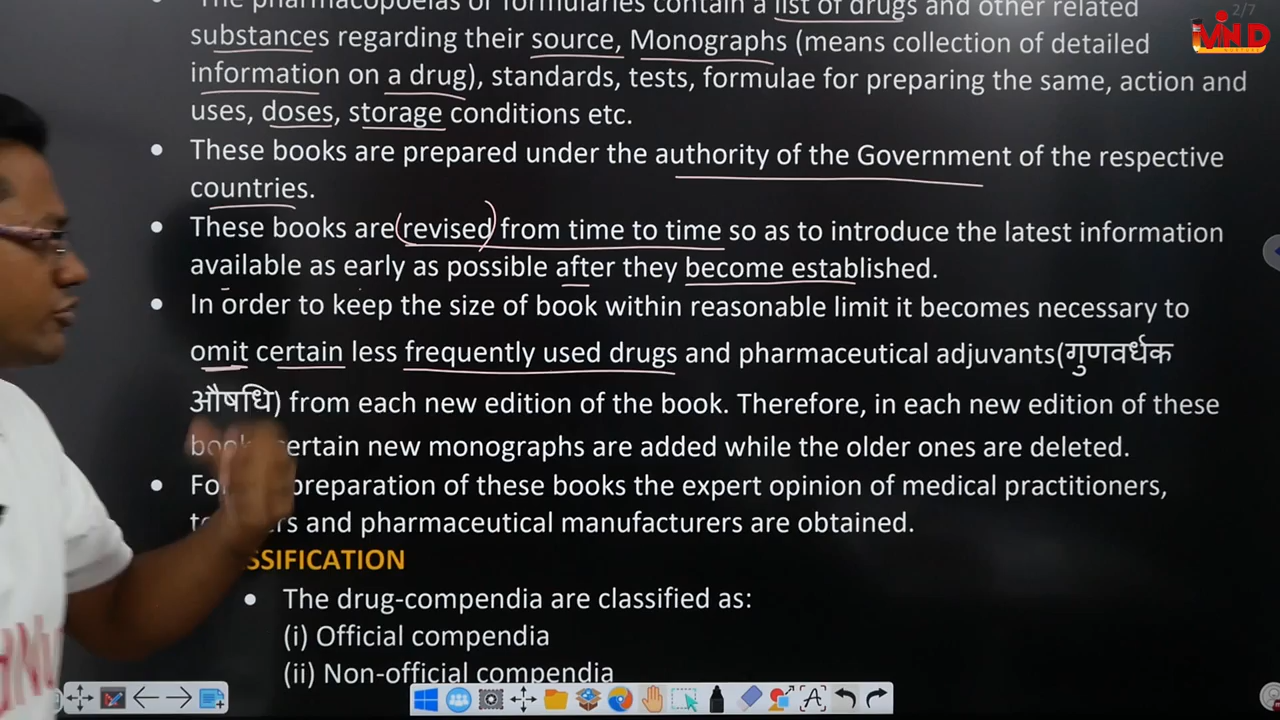 The pharmacopoeias or formularies contain a list of drugs and other related
2/7
substances regarding their source, Monographs (means collection of detailed
information on a drug), standards, tests, formulae for preparing the same, action and
uses, doses, storage conditions etc.
• These books are prepared under the authority of the Government of the respective
countries.
• These books are (revised) from time to time so as to introduce the latest information
available as early as possible after they become established.
• In order to keep the size of book within reasonable limit it becomes necessary to
omit certain less frequently used drugs and pharmaceutical adjuvants(गुणवर्धक
औषधि) from each new edition of the book. Therefore, in each new edition of these
certain new monographs are added while the older ones are deleted.
• preparation of these books the expert opinion of medical practitioners,
and pharmaceutical manufacturers are obtained.
SSIFICATION
• The drug-compendia are classified as:
(i) Official compendia
(ii) Non-official compendia